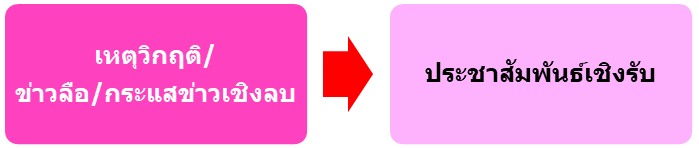 เหตุวิกฤติ/
ข่าวลือ/กระแสข่าวเชิงลบ
ประชาสัมพันธ์เชิงรับ